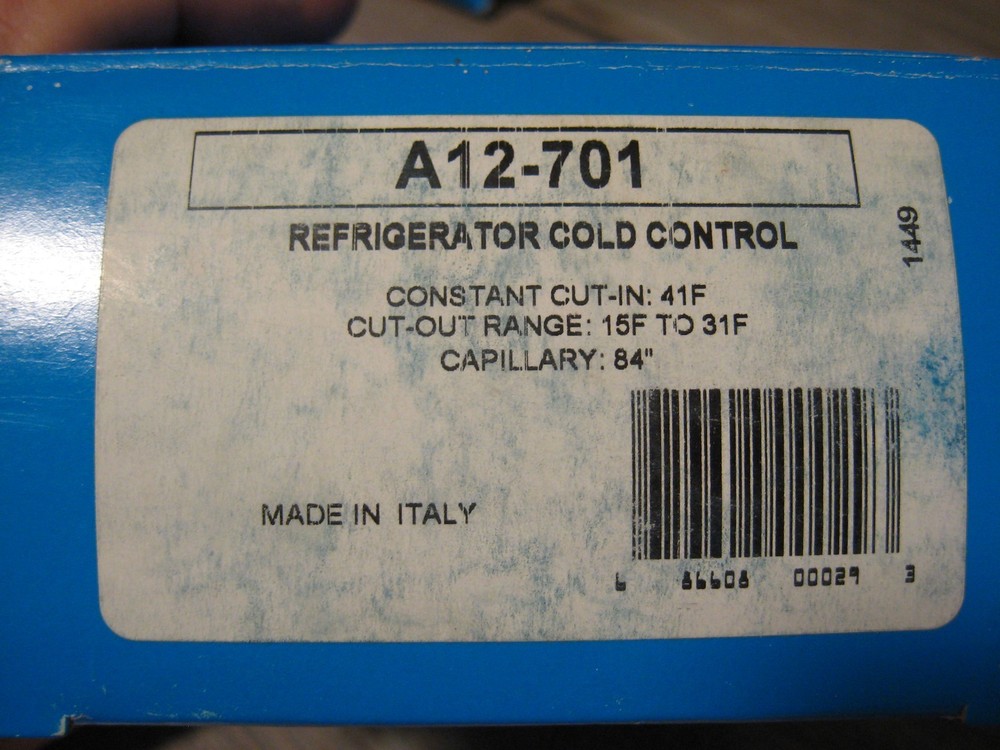 A12-701
REFRIGERATOR COLD CONTROL
1449
CONSTANT CUT-IN: 41F
CUT-OUT RANGE: 15F TO 31F
CAPILLARY: 84"
MADE IN ITALY
6 86608 00029 3